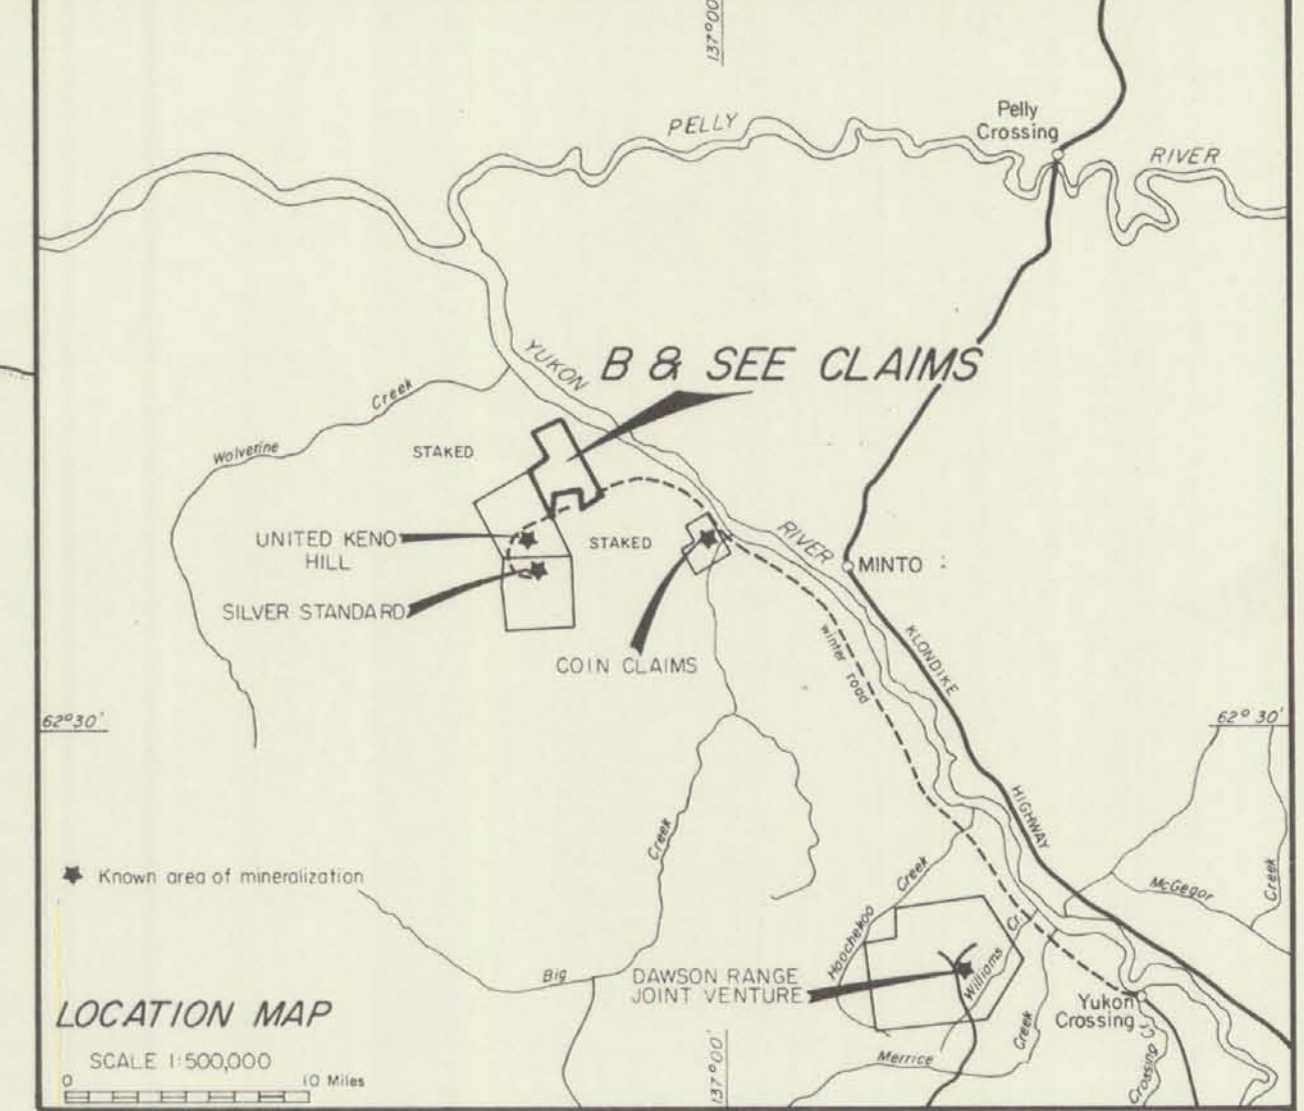 137°00'
Pelly
Crossing
PELLY
RIVER
YUKON
B & SEE CLAIMS
Creek
Wolverine
STAKED
UNITED KENO
HILL
STAKED
RIVER
MINTO
SILVER STANDARD
COIN CLAIMS
KLONDIKE
winter road
62°30'
62° 30'
HIGHWAY
Creek
Creek
Known area of mineralization
McGegor
Creek
Hoochekoo
Cr.
Williams
Big
DAWSON RANGE
JOINT VENTURE
Yukon
Crossing
LOCATION MAP
SCALE 1:500,000
0 10 Miles
137°00'
Merrice
Creek
Crossing Cr